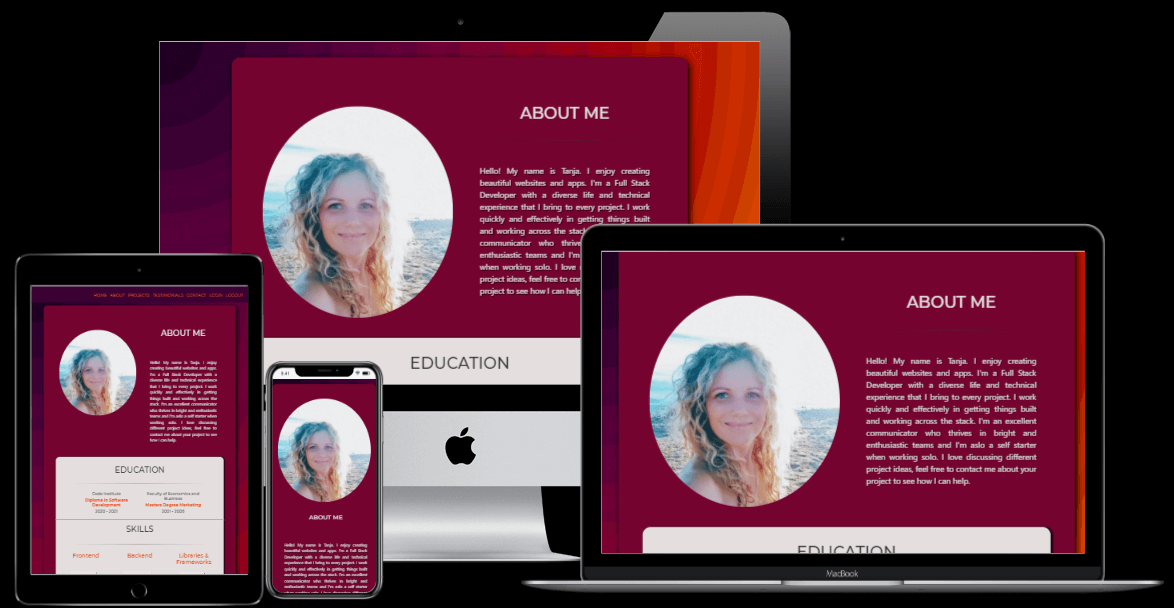 ABOUT ME
Hello! My name is Tanja. I enjoy creating
beautiful websites and apps. I'm a Full Stack
Developer with a diverse life and technical
experience that I bring to every project. I work
quickly and effectively in getting things built
and working across the stack
communicator who thrive
enthusiastic teams and I'm
when working solo. I love
project ideas, feel free to con
project to see how I can help
EDUCATION
HOME ABOUT PROJECTS TESTIMONIALS CONTACT LOGIN LOGOUT
ABOUT ME
Hello! My name is Tanja. I enjoy
creating beautiful websites and apps.
I'm a Full Stack Developer with a
diverse life and technical experience
that I bring to every project. I work
quickly and effectively in getting
things built and working across the
stack. I'm an excellent communicator
who thrives in bright and enthusiastic
teams and I'm aslo a self starter when
working solo. I love discussing
different project ideas, feel free to
contact me about your project to see
how I can help.
EDUCATION
Code Institute
Diploma in Software
Development
2020 - 2021
Faculty of Economics and
Business
Masters Degree Marketing
2001 - 2005
SKILLS
Frontend
Backend
Libraries &
Frameworks
9:41
ABOUT ME
Hello! My name is Tanja. I enjoy creating
beautiful websites and apps. I'm a Full Stack
Developer with a diverse life and technical
experience that I bring to every project. I work
quickly and effectively in getting things built
and working across the stack. I'm an excellent
communicator who thrives in bright and
enthusiastic teams and I'm aslo a self starter
when working solo. I love discussing different
ABOUT ME
Hello! My name is Tanja. I enjoy creating
beautiful websites and apps. I'm a Full Stack
Developer with a diverse life and technical
experience that I bring to every project. I work
quickly and effectively in getting things built
and working across the stack. I'm an excellent
communicator who thrives in bright and
enthusiastic teams and I'm aslo a self starter
when working solo. I love discussing different
project ideas, feel free to contact me about your
project to see how I can help.
EDUCATION
MacBook